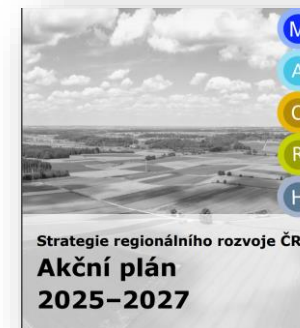 M
A
O
R
H
Strategie regionálního rozvoje ČR
Akční plán
2025–2027